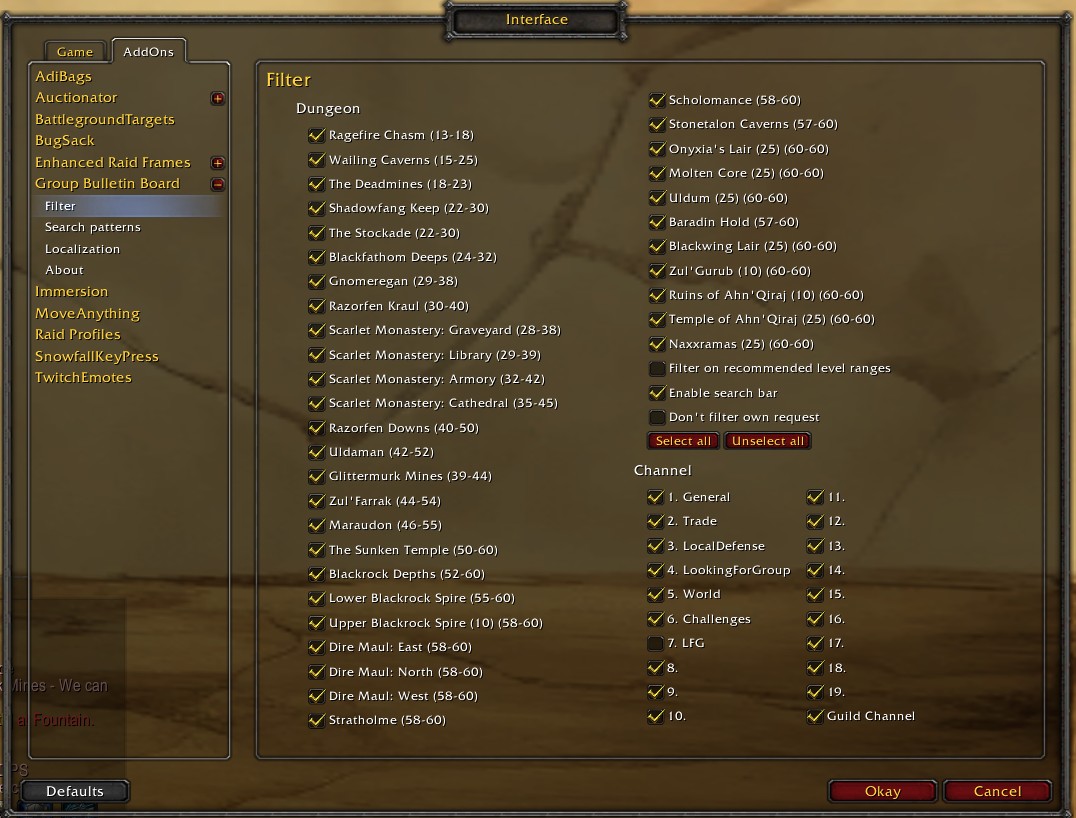 Interface
Game
AddOns
AdiBags
Auctionator
BattlegroundTargets
BugSack
Enhanced Raid Frames
Group Bulletin Board
Filter
Search patterns
Localization
About
Immersion
MoveAnything
Raid Profiles
SnowfallKeyPress
TwitchEmotes
Mines - We can
a Fountain.
Filter
Dungeon
Ragefire Chasm (13-18)
Wailing Caverns (15-25)
The Deadmines (18-23)
Shadowfang Keep (22-30)
The Stockade (22-30)
Blackfathom Deeps (24-32)
Gnomeregan (29-38)
Razorfen Kraul (30-40)
Scarlet Monastery: Graveyard (28-38)
Scarlet Monastery: Library (29-39)
Scarlet Monastery: Armory (32-42)
Scarlet Monastery: Cathedral (35-45)
Razorfen Downs (40-50)
Uldaman (42-52)
Glittermurk Mines (39-44)
Zul'Farrak (44-54)
Maraudon (46-55)
The Sunken Temple (50-60)
Blackrock Depths (52-60)
Lower Blackrock Spire (55-60)
Upper Blackrock Spire (10) (58-60)
Dire Maul: East (58-60)
Dire Maul: North (58-60)
Dire Maul: West (58-60)
Stratholme (58-60)
Scholomance (58-60)
Stonetalon Caverns (57-60)
Onyxia's Lair (25) (60-60)
Molten Core (25) (60-60)
Uldum (25) (60-60)
Baradin Hold (57-60)
Blackwing Lair (25) (60-60)
Zul'Gurub (10) (60-60)
Ruins of Ahn'Qiraj (10) (60-60)
Temple of Ahn'Qiraj (25) (60-60)
Naxxramas (25) (60-60)
Filter on recommended level ranges
Enable search bar
Don't filter own request
Select all
Unselect all
Channel
1. General
2. Trade
3. LocalDefense
4. LookingForGroup
5. World
6. Challenges
7. LFG
8.
9.
10.
11.
12.
13.
14.
15.
16.
17.
18.
19.
Guild Channel
Defaults
Okay
Cancel